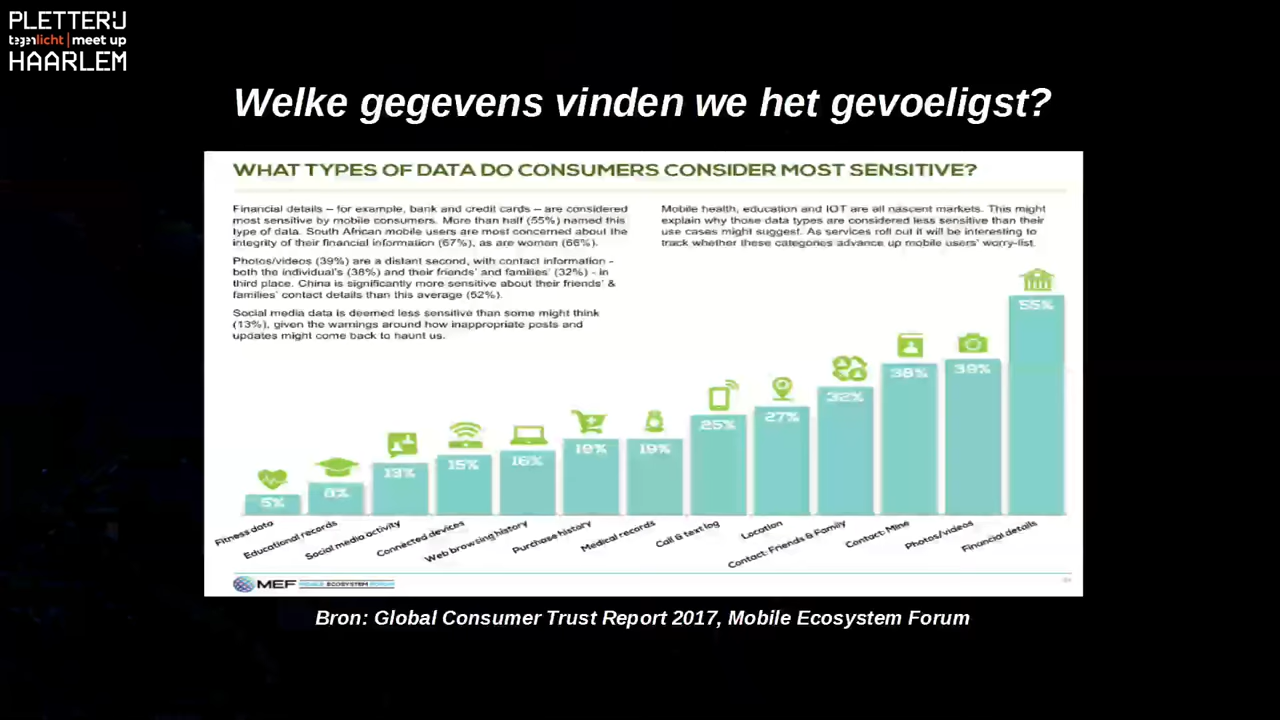 PLETTERIJ
tegenlicht | meet up
HAARLEM
Welke gegevens vinden we het gevoeligst?
WHAT TYPES OF DATA DO CONSUMERS CONSIDER MOST SENSITIVE?
Financial details – for example, bank and credit cards – are considered
most sensitive by mobile consumers. More than half (55%) named this
type of data. South African mobile users are most concerned about the
integrity of their financial information (67%), as are women (66%).
Photos/videos (39%) are a distant second, with contact information -
both the individual's (38%) and their friends' and families' (32%) - in
third place. China is significantly more sensitive about their friends' &
families' contact details than this average (52%).
Social media data is deemed less sensitive than some might think
(13%), given the warnings around how inappropriate posts and
updates might come back to haunt us.
Mobile health, education and IOT are all nascent markets. This might
explain why those data types are considered less sensitive than their
use cases might suggest. As services roll out it will be interesting to
track whether these categories advance up mobile users' worry-list.
5%
8%
13%
15%
16%
19%
19%
25%
27%
32%
38%
39%
55%
Fitness data
Educational records
Social media activity
Connected devices
Web browsing history
Purchase history
Medical records
Call & text log
Location
Contact: Friends & Family
Contact: Mine
Photos/videos
Financial details
MEF MOBILE ECOSYSTEM FORUM
Bron: Global Consumer Trust Report 2017, Mobile Ecosystem Forum